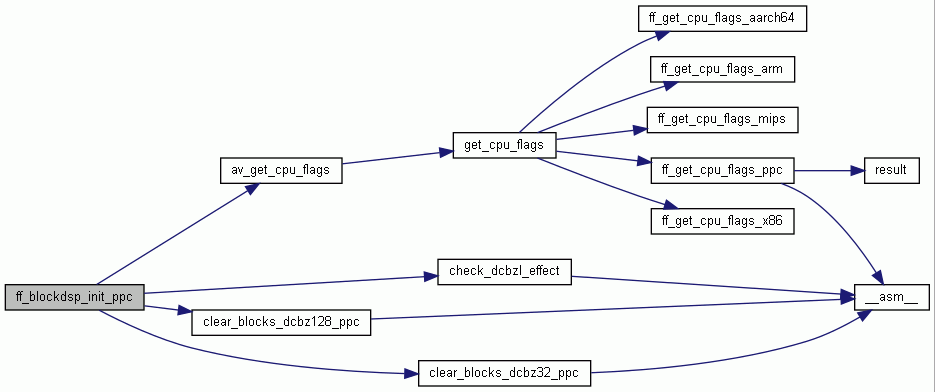 ff_get_cpu_flags_aarch64
ff_get_cpu_flags_arm
ff_get_cpu_flags_mips
get_cpu_flags
av_get_cpu_flags
ff_get_cpu_flags_ppc
result
ff_get_cpu_flags_x86
check_dcbzl_effect
ff_blockdsp_init_ppc
__asm__
clear_blocks_dcbz128_ppc
clear_blocks_dcbz32_ppc